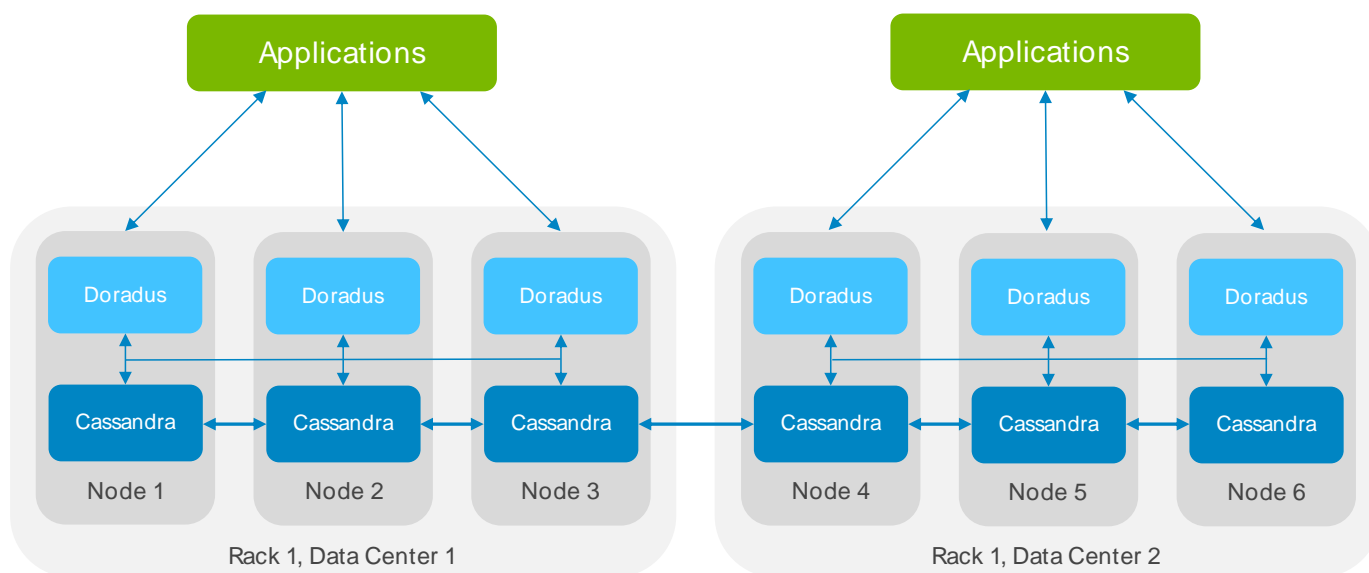 Applications
Applications
Doradus
Doradus
Doradus
Doradus
Doradus
Doradus
Cassandra
Cassandra
Cassandra
Cassandra
Cassandra
Cassandra
Node 1
Node 2
Node 3
Node 4
Node 5
Node 6
Rack 1, Data Center 1
Rack 1, Data Center 2